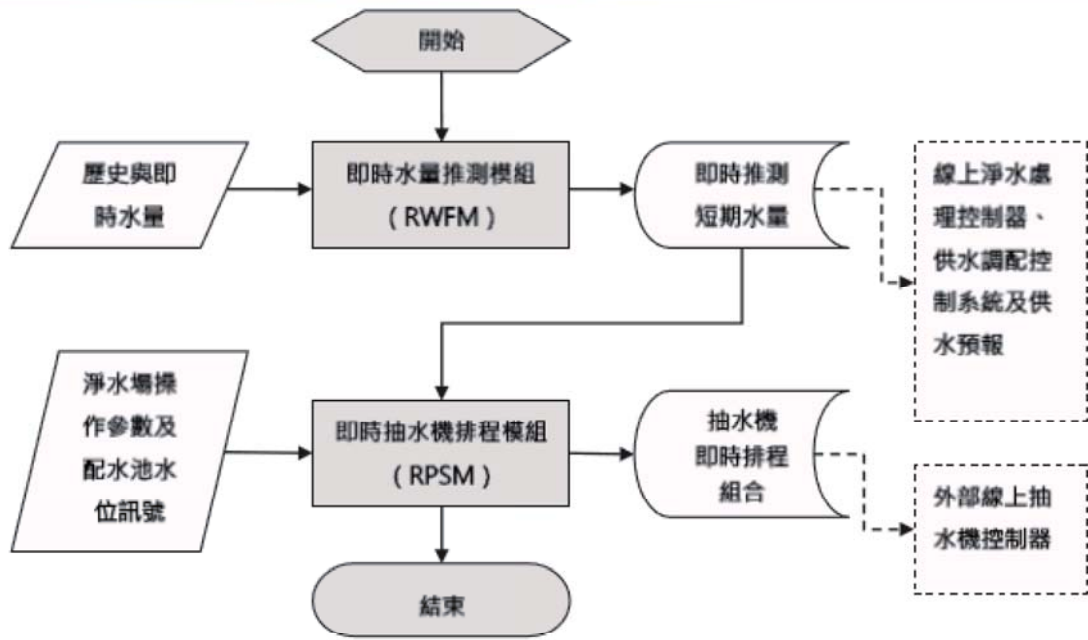 開始
歷史與即
時水量
即時水量推測模組
(RWFM)
即時推測
短期水量
線上淨水處
理控制器、
供水調配控
制系統及供
水預報
淨水場操
作參數及
配水池水
位訊號
即時抽水機排程模組
(RPSM)
抽水機
即時排程
組合
外部線上抽
水機控制器
結束